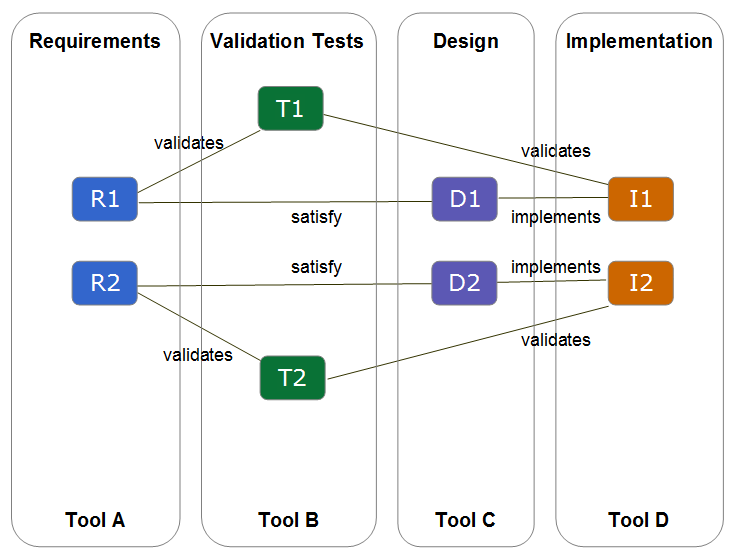 Requirements
Validation Tests
Design
Implementation
T1
validates
validates
R1
D1
I1
satisfy
implements
satisfy
implements
R2
D2
I2
validates
validates
T2
Tool A
Tool B
Tool C
Tool D